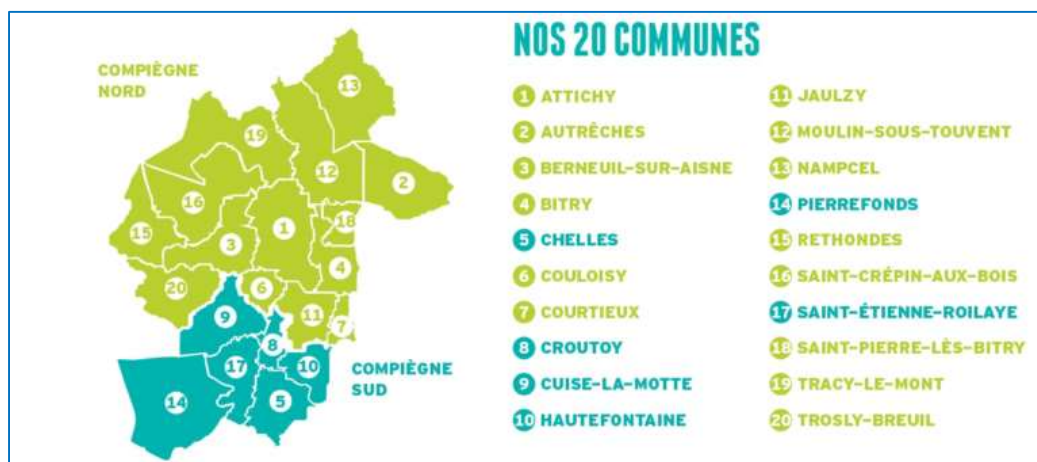 NOS 20 COMMUNES
COMPIÈGNE
NORD
13
19
12
2
16
18
15
1
3
4
20
6
9
11
7
8
17
10
COMPIÈGNE
SUD
14
5
1 ATTICHY
2 AUTRÊCHES
3 BERNEUIL-SUR-AISNE
4 BITRY
5 CHELLES
6 COULOISY
7 COURTIEUX
8 CROUTOY
9 CUISE-LA-MOTTE
10 HAUTEFONTAINE
11 JAULZY
12 MOULIN-SOUS-TOUVENT
13 NAMPCEL
14 PIERREFONDS
15 RETHONDES
16 SAINT-CRÉPIN-AUX-BOIS
17 SAINT-ÉTIENNE-ROILAYE
18 SAINT-PIERRE-LÈS-BITRY
19 TRACY-LE-MONT
20 TROSLY-BREUIL